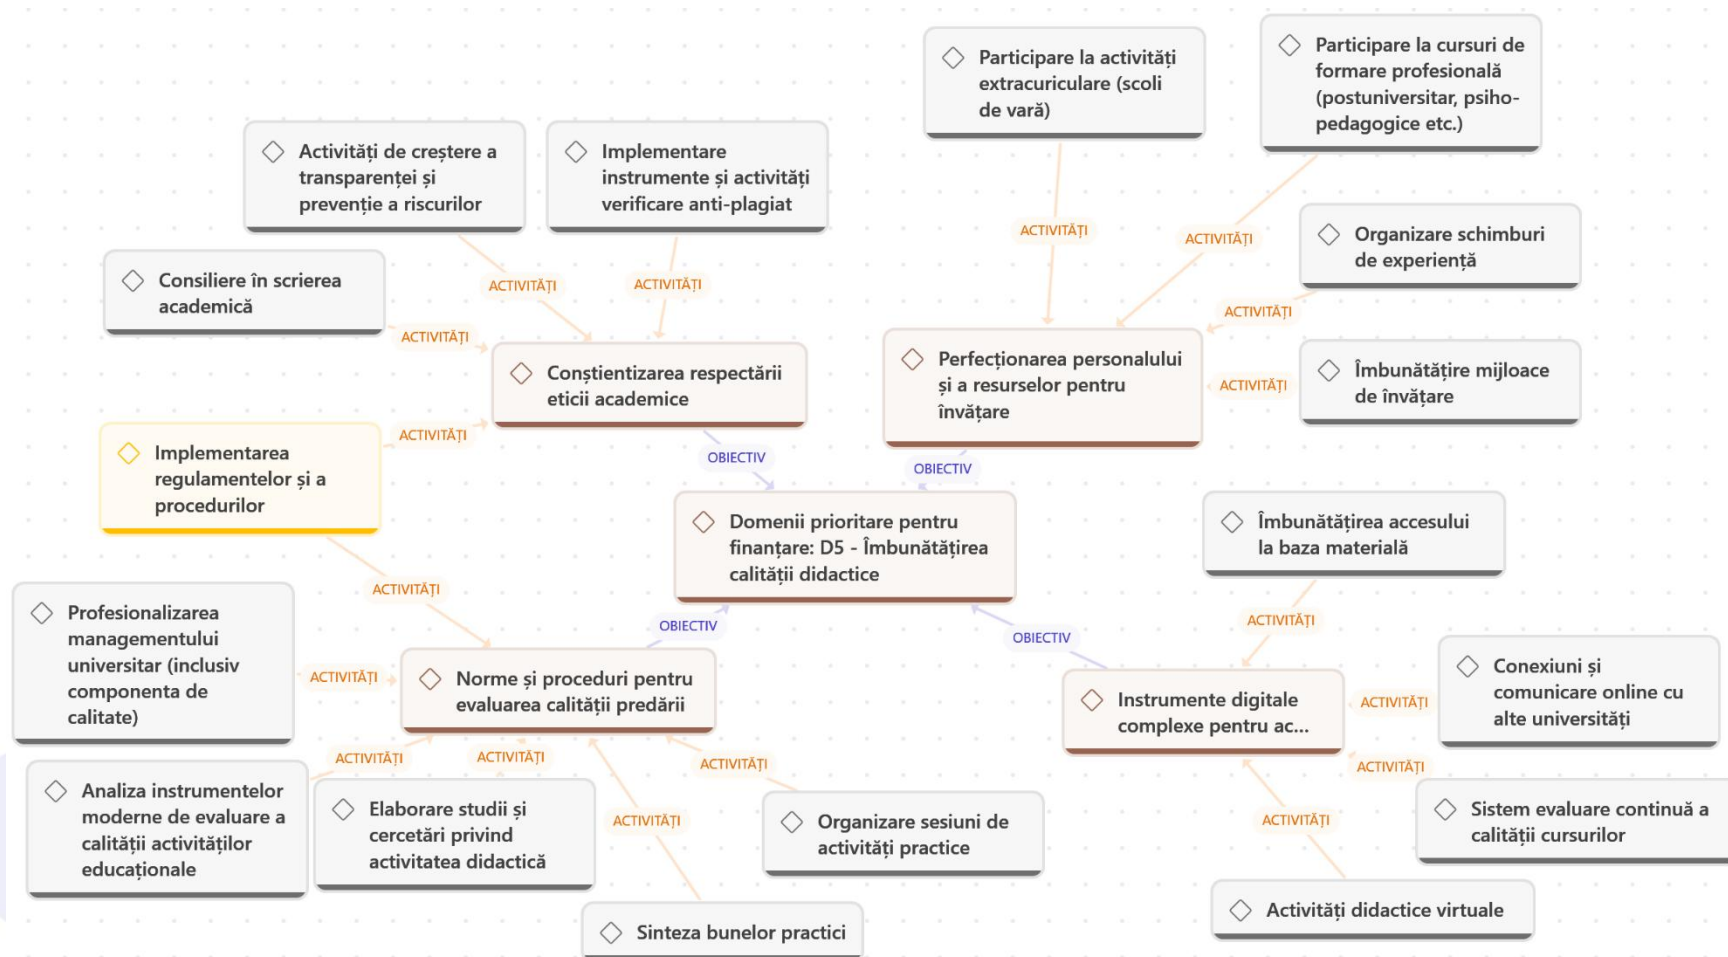 Participare la activități
extracuriculare (scoli
de vară)
Participare la cursuri de
formare profesională
(postuniversitar, psiho-
pedagogice etc.)
Activități de creștere a
transparenței și
prevenție a riscurilor
Implementare
instrumente și activități
verificare anti-plagiat
ACTIVITĂȚI
ACTIVITĂȚI
Organizare schimburi
de experiență
Consiliere în scrierea
academică
ACTIVITĂȚI
ACTIVITĂȚI
ACTIVITĂȚI
ACTIVITĂȚI
Conștientizarea respectării
eticii academice
Perfecționarea personalului
și a resurselor pentru
învățare
ACTIVITĂȚI
Îmbunătățire mijloace
de învățare
ACTIVITĂȚI
Implementarea
regulamentelor și a
procedurilor
OBIECTIV
OBIECTIV
Domenii prioritare pentru
finanțare: D5 - Îmbunătățirea
calității didactice
Îmbunătățirea accesului
la baza materială
ACTIVITĂȚI
OBIECTIV
OBIECTIV
ACTIVITĂȚI
Profesionalizarea
managementului
universitar (inclusiv
componenta de
calitate)
ACTIVITĂȚI
Norme și proceduri pentru
evaluarea calității predării
Instrumente digitale
complexe pentru ac...
ACTIVITĂȚI
Conexiuni și
comunicare online cu
alte universități
ACTIVITĂȚI
ACTIVITĂȚI
ACTIVITĂȚI
ACTIVITĂȚI
Analiza instrumentelor
moderne de evaluare a
calității activităților
educaționale
Elaborare studii și
cercetări privind
activitatea didactică
ACTIVITĂȚI
Organizare sesiuni de
activități practice
ACTIVITĂȚI
Sistem evaluare continuă a
calității cursurilor
Sinteza bunelor practici
Activități didactice virtuale